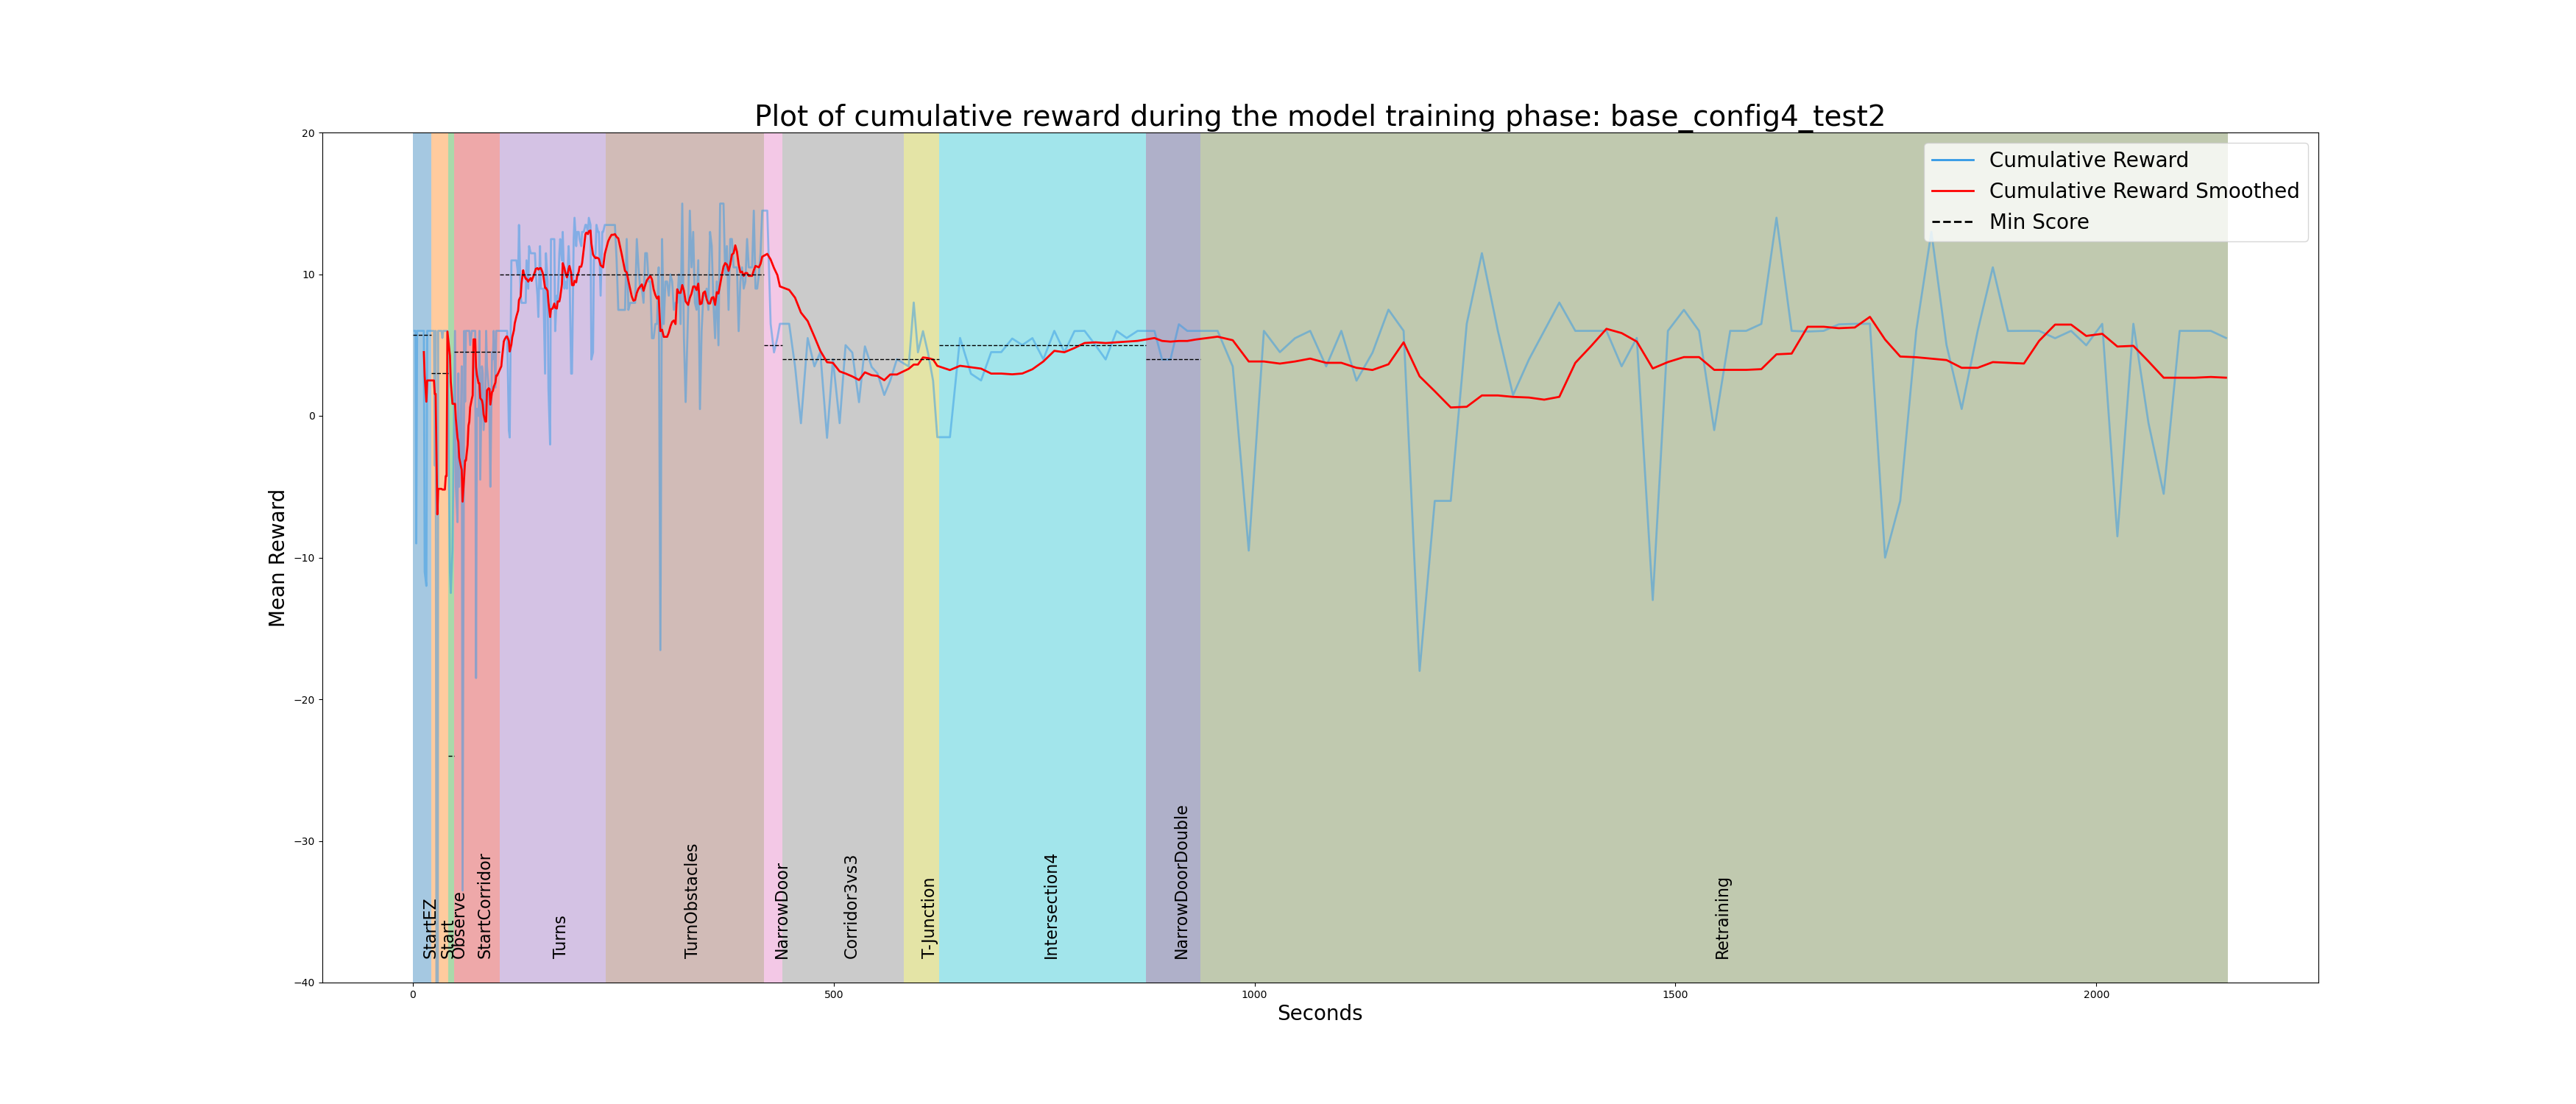 Plot of cumulative reward during the model training phase: base_config4_test2
Cumulative Reward
Cumulative Reward Smoothed
Min Score
Mean Reward
20
10
0
−10
−20
−30
−40
StartEZ
Start
Observe
StartCorridor
Turns
TurnObstacles
NarrowDoor
Corridor3vs3
T-Junction
Intersection4
NarrowDoorDouble
Retraining
0
500
1000
1500
2000
Seconds